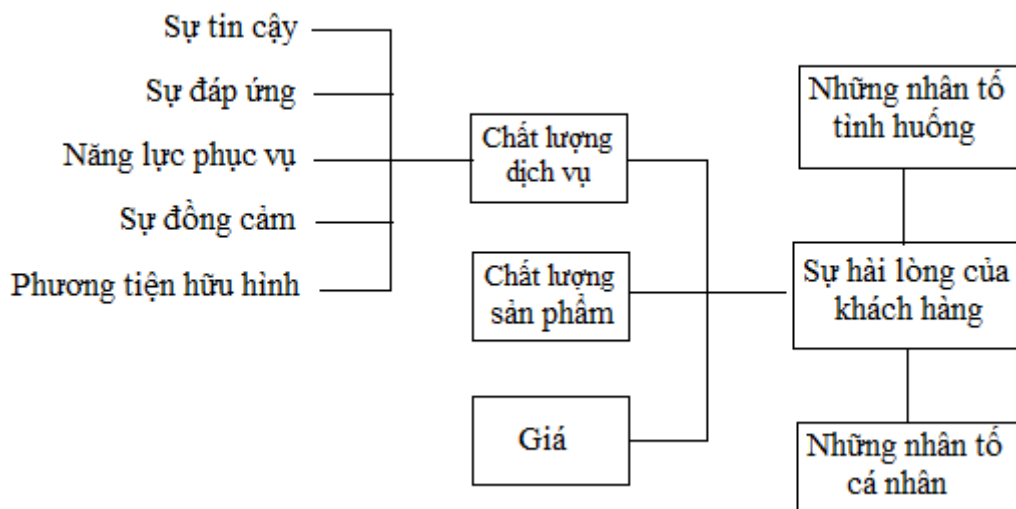 Sự tin cậy
Sự đáp ứng
Năng lực phục vụ
Sự đồng cảm
Phương tiện hữu hình
Chất lượng
dịch vụ
Chất lượng
sản phẩm
Giá
Những nhân tố
tình huống
Sự hài lòng của
khách hàng
Những nhân tố
cá nhân